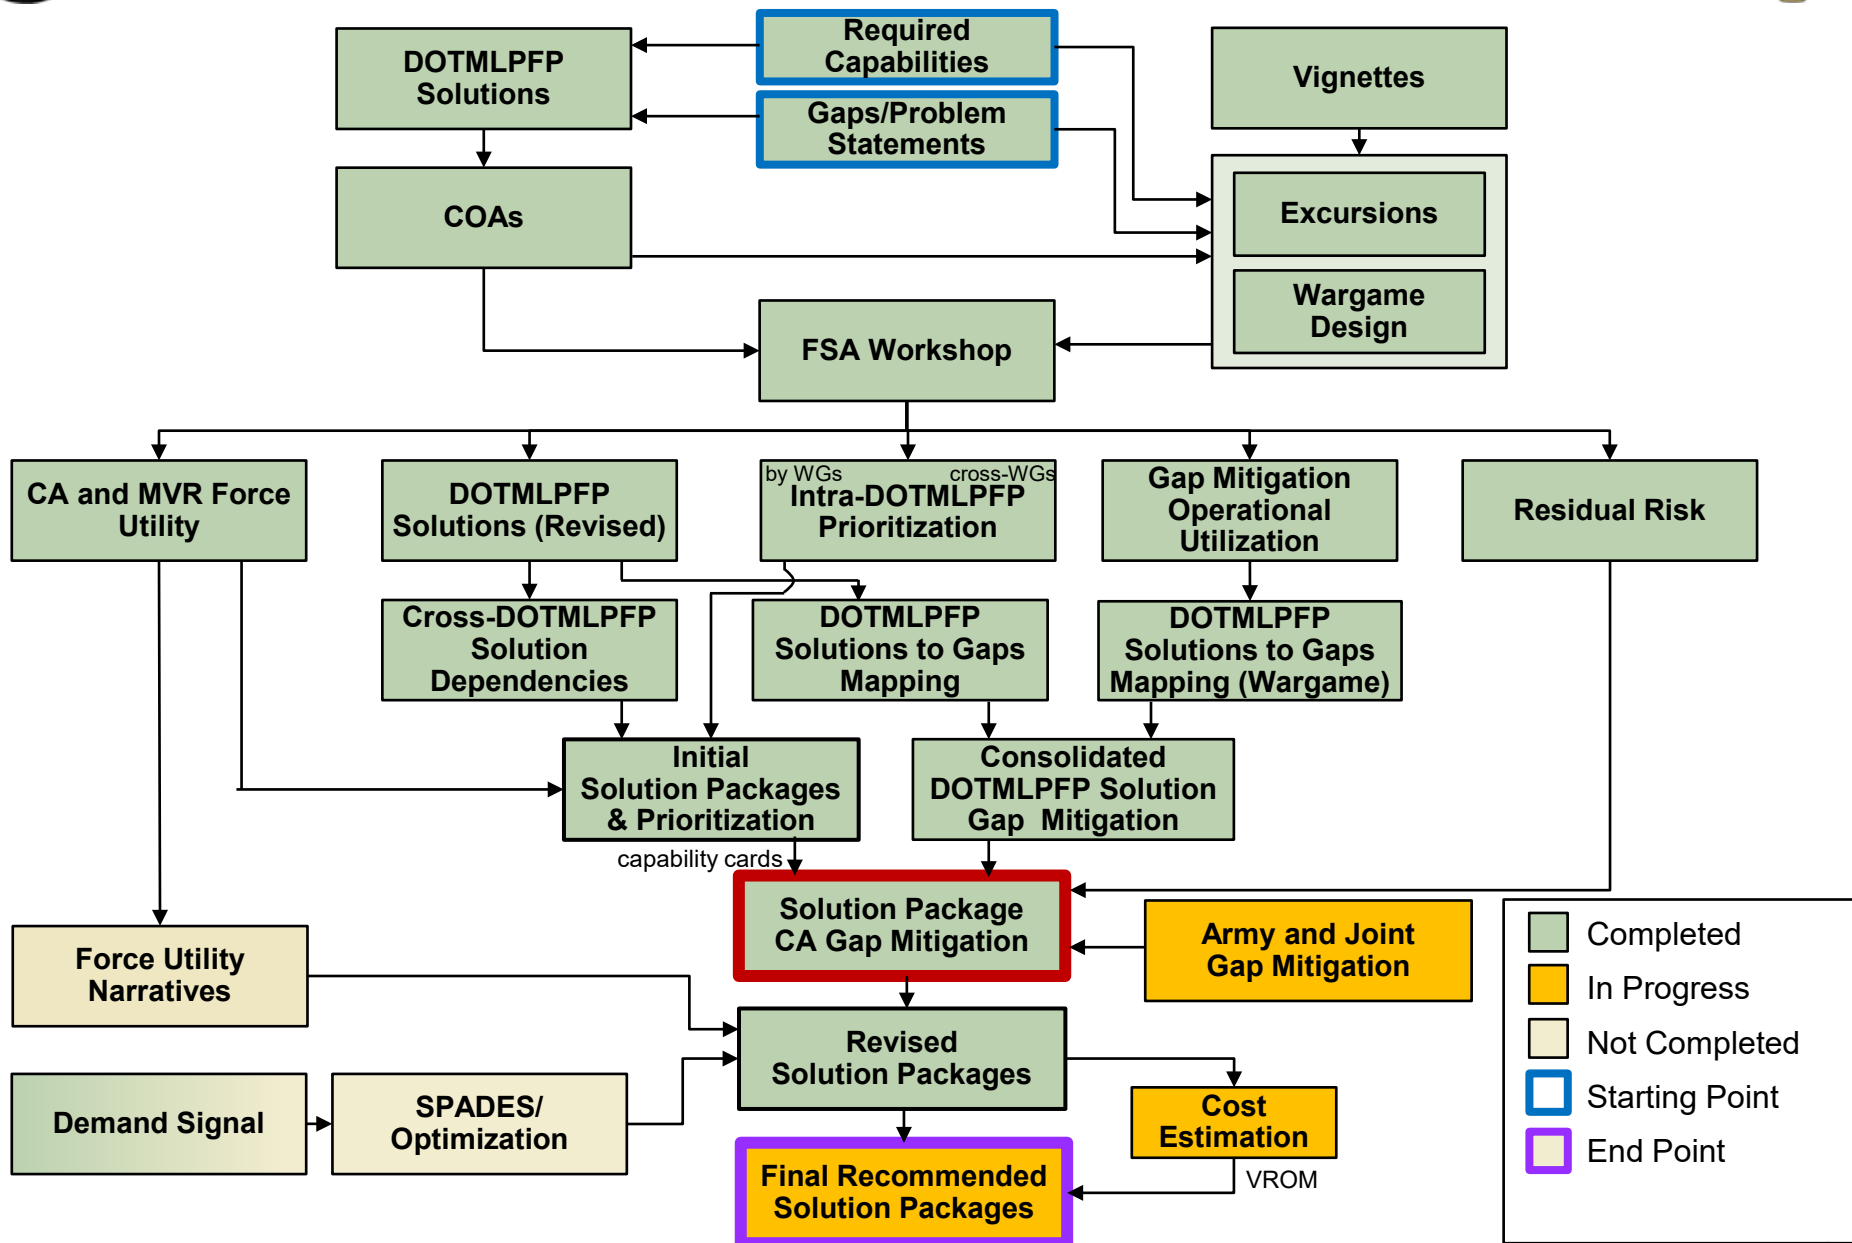 Required
Capabilities
DOTMLPFP
Solutions
Vignettes
Gaps/Problem
Statements
COAs
Excursions
Wargame
Design
FSA Workshop
CA and MVR Force
Utility
DOTMLPFP
Solutions (Revised)
by WGs
cross-WGs
Intra-DOTMLPFP
Prioritization
Gap Mitigation
Operational
Utilization
Residual Risk
Cross-DOTMLPFP
Solution
Dependencies
DOTMLPFP
Solutions to Gaps
Mapping
DOTMLPFP
Solutions to Gaps
Mapping (Wargame)
Initial
Solution Packages
& Prioritization
Consolidated
DOTMLPFP Solution
Gap Mitigation
capability cards
Solution Package
CA Gap Mitigation
Army and Joint
Gap Mitigation
Force Utility
Narratives
Revised
Solution Packages
Demand Signal
SPADES/
Optimization
Cost
Estimation
VROM
Final Recommended
Solution Packages
Completed
In Progress
Not Completed
Starting Point
End Point